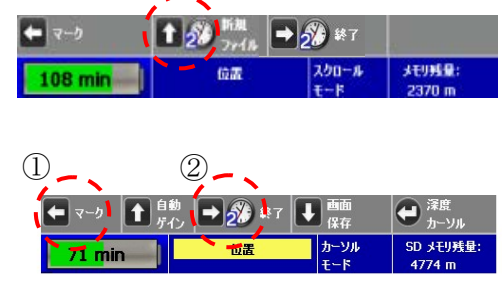 マーク
2
新規
ファイル
2
終了
108 min
位置
スクロール
モード
メモリ残量:
2370 m
①
②
マーク
自動
ゲイン
2
終了
画面
保存
深度
カーソル
71 min
位置
カーソル
モード
SD メモリ残量:
4774 m